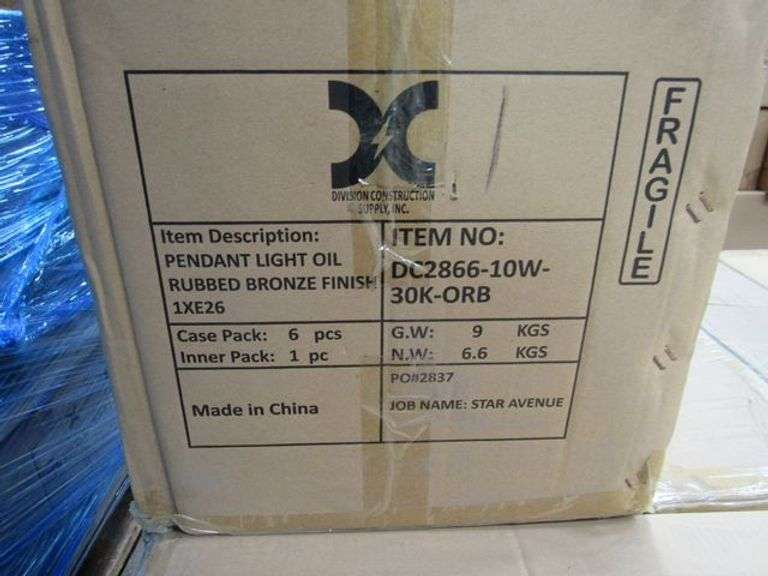 DC
DIVISION CONSTRUCTION
SUPPLY, INC.
FRAGILE
Item Description:
PENDANT LIGHT OIL
RUBBED BRONZE FINISH
1XE26
ITEM NO:
DC2866-10W-
30K-ORB
Case Pack: 6 pcs
Inner Pack: 1 pc
G.W: 9 KGS
N.W: 6.6 KGS
Made in China
PO#2837
JOB NAME: STAR AVENUE